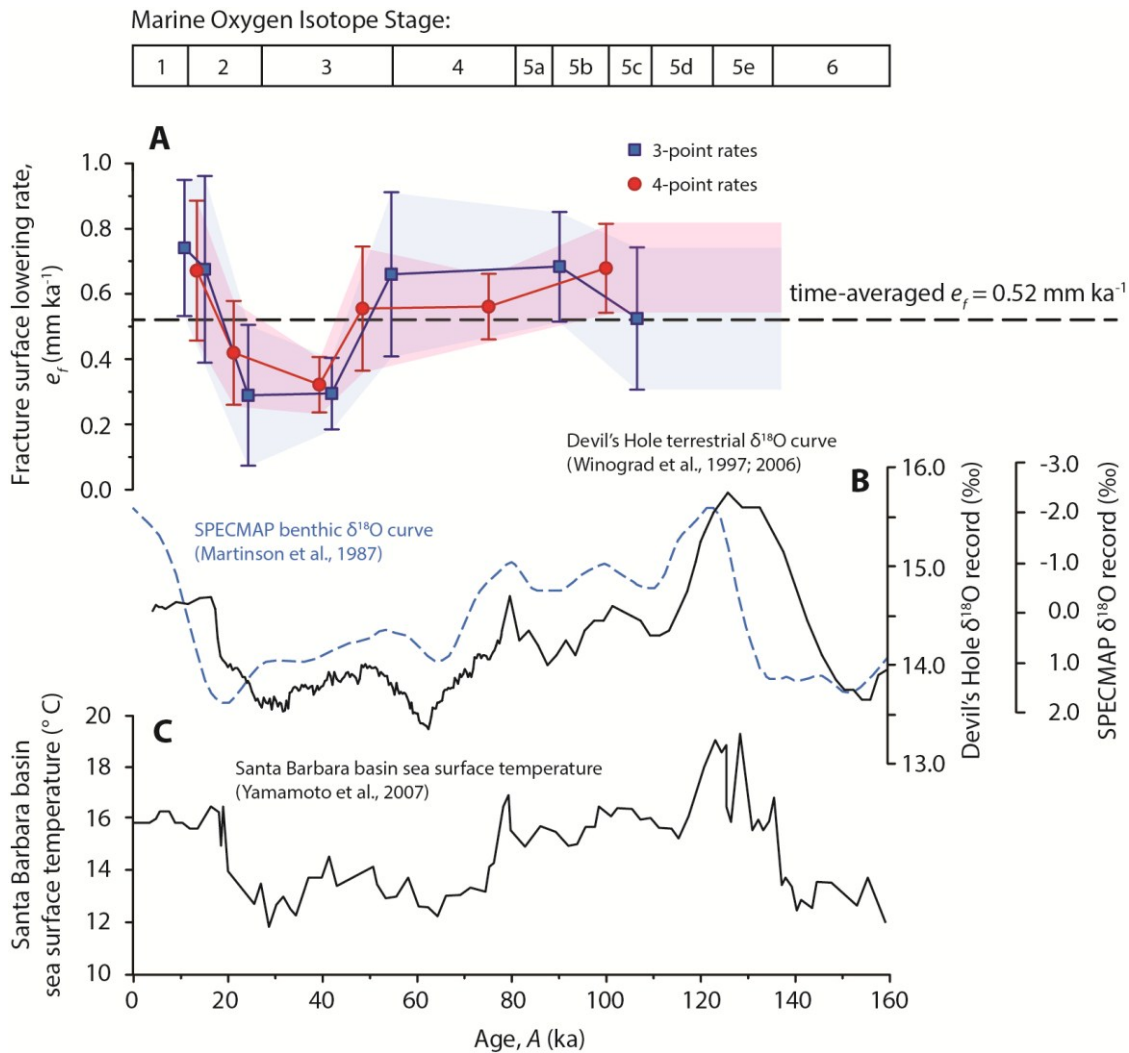 Marine Oxygen Isotope Stage:
1 2 3 4 5a 5b 5c 5d 5e 6
A
3-point rates
4-point rates
Fracture surface lowering rate,
e_f (mm ka⁻¹)
1.0
0.8
0.6
0.4
0.2
0.0
time-averaged e_f = 0.52 mm ka⁻¹
Devil's Hole terrestrial δ¹⁸O curve
(Winograd et al., 1997; 2006)
B
SPECMAP benthic δ¹⁸O curve
(Martinson et al., 1987)
16.0
15.0
14.0
13.0
Devil's Hole δ¹⁸O record (‰)
-3.0
-2.0
-1.0
0.0
1.0
2.0
SPECMAP δ¹⁸O record (‰)
C
Santa Barbara basin sea surface temperature
(Yamamoto et al., 2007)
Santa Barbara basin
sea surface temperature (° C)
20
18
16
14
12
10
0 20 40 60 80 100 120 140 160
Age, A (ka)